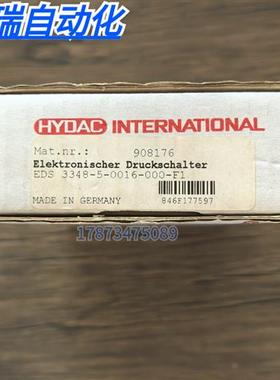 瑞自动化
HYDAC INTERNATIONAL
Mat.nr.: 908176
Elektronischer Druckschalter
EDS 3348-5-0016-000-F1
MADE IN GERMANY 846F177597
17873475089